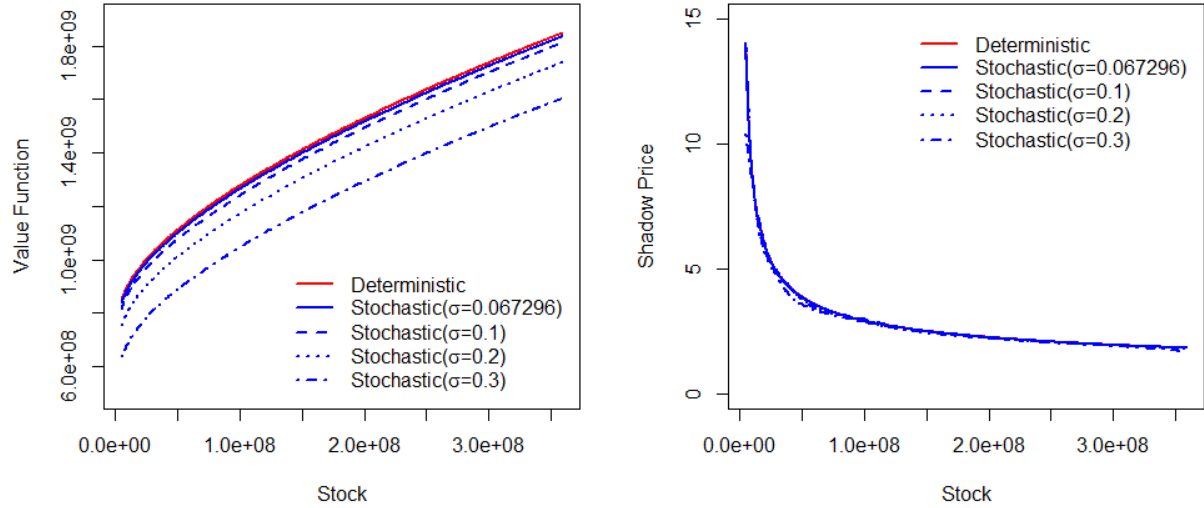 Value Function
1.8e+09
1.4e+09
1.0e+09
6.0e+08
Deterministic
Stochastic(σ=0.067296)
Stochastic(σ=0.1)
Stochastic(σ=0.2)
Stochastic(σ=0.3)
0.0e+00 1.0e+08 2.0e+08 3.0e+08
Stock
Shadow Price
15
10
5
0
Deterministic
Stochastic(σ=0.067296)
Stochastic(σ=0.1)
Stochastic(σ=0.2)
Stochastic(σ=0.3)
0.0e+00 1.0e+08 2.0e+08 3.0e+08
Stock